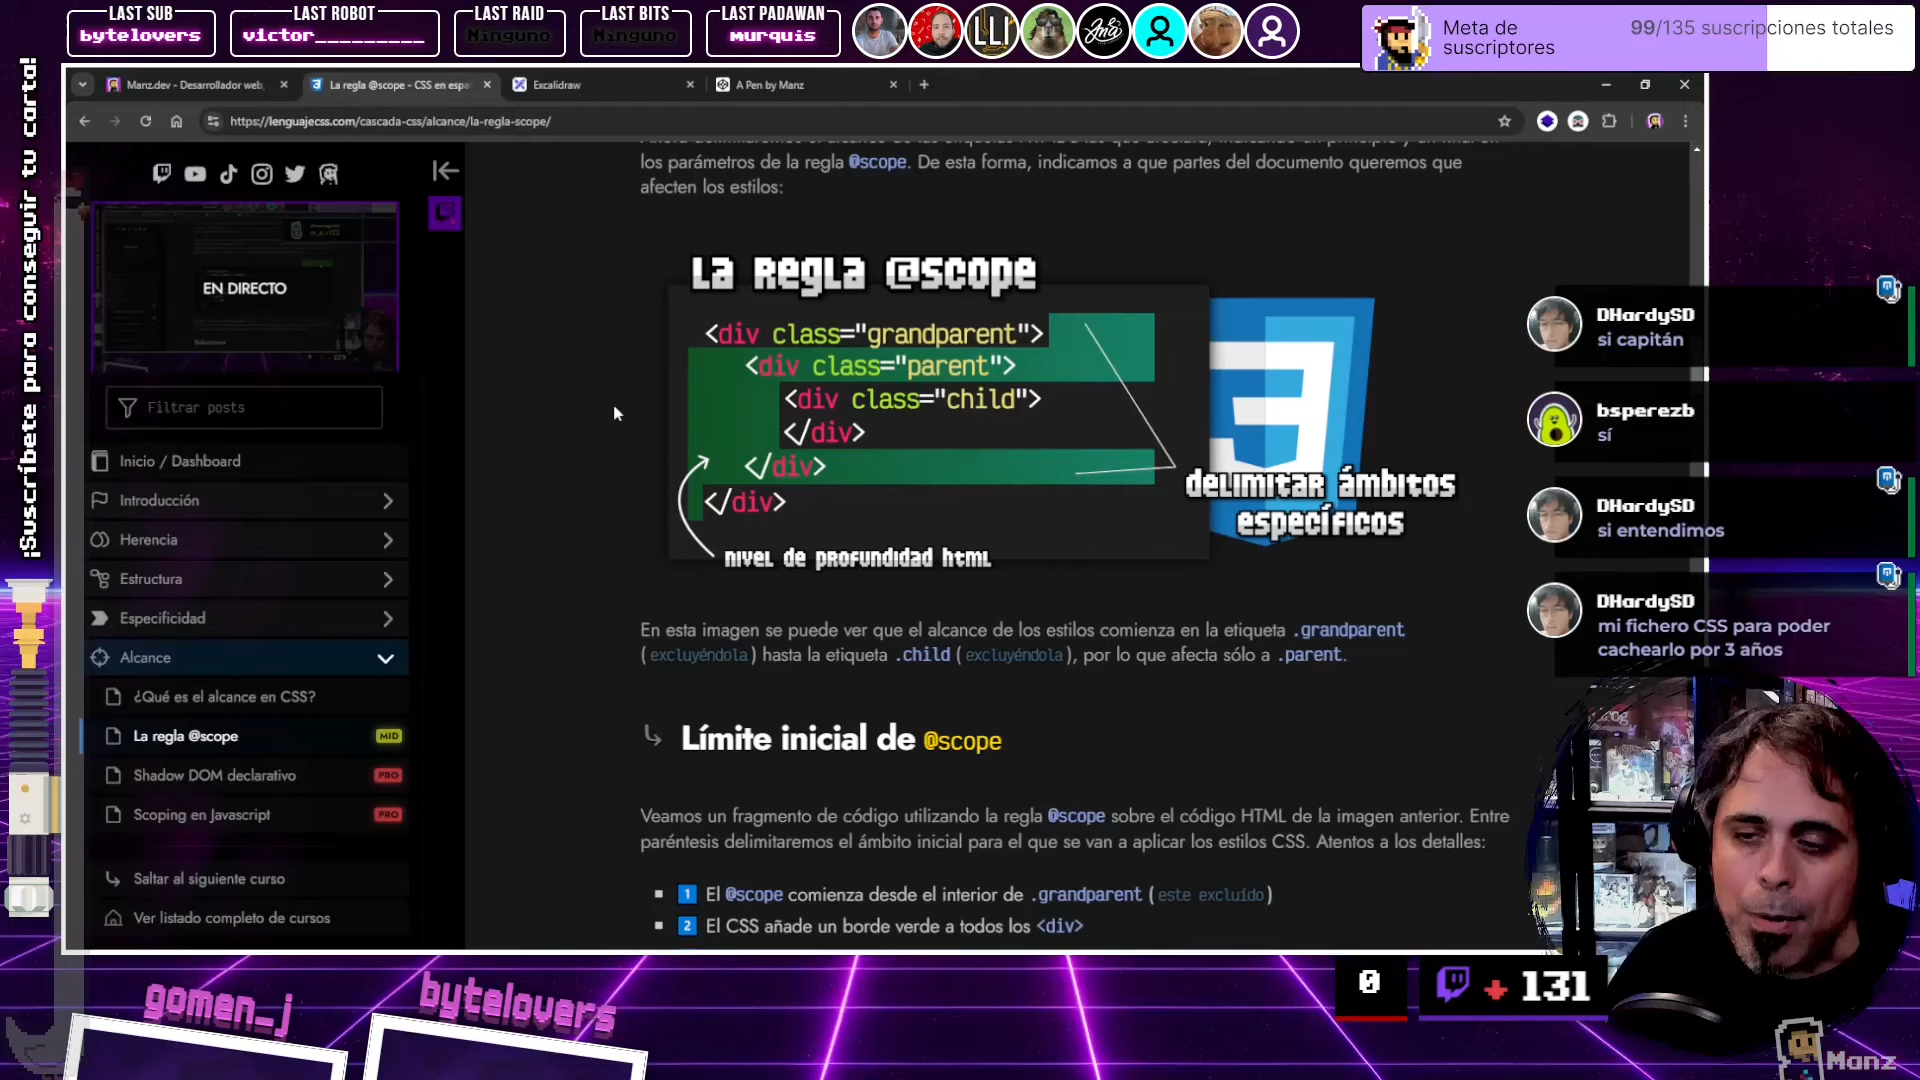 LAST SUB
bytelovers
LAST ROBOT
victor_________
LAST RAID
Ninguno
LAST BITS
Ninguno
LAST PADAWAN
murquis
Meta de suscriptores
99/135 suscripciones totales
¡Suscríbete para conseguir tu carta!
Manz.dev - Desarrollador web,
La regla @scope - CSS en espa
Excalidraw
A Pen by Manz
https://lenguajecss.com/cascada-css/alcance/la-regla-scope/
EN DIRECTO
Filtrar posts
Inicio / Dashboard
Introducción
Herencia
Estructura
Especificidad
Alcance
¿Qué es el alcance en CSS?
La regla @scope
MID
Shadow DOM declarativo
PRO
Scoping en Javascript
PRO
Saltar al siguiente curso
Ver listado completo de cursos
los parámetros de la regla @scope. De esta forma, indicamos a que partes del documento queremos que
afecten los estilos:
La Regla @scope
<div class="grandparent">
<div class="parent">
<div class="child">
</div>
</div>
</div>
nivel de profundidad html
delimitar ámbitos
específicos
En esta imagen se puede ver que el alcance de los estilos comienza en la etiqueta .grandparent
(excluyéndola) hasta la etiqueta .child (excluyéndola), por lo que afecta sólo a .parent.
Límite inicial de @scope
Veamos un fragmento de código utilizando la regla @scope sobre el código HTML de la imagen anterior. Entre
paréntesis delimitaremos el ámbito inicial para el que se van a aplicar los estilos CSS. Atentos a los detalles:
1 El @scope comienza desde el interior de .grandparent (este excluido)
2 El CSS añade un borde verde a todos los <div>
DHardySD
si capitán
bsperezb
sí
DHardySD
si entendimos
DHardySD
mi fichero CSS para poder
cachearlo por 3 años
0
+ 131
gomen_j
bytelovers
Manz